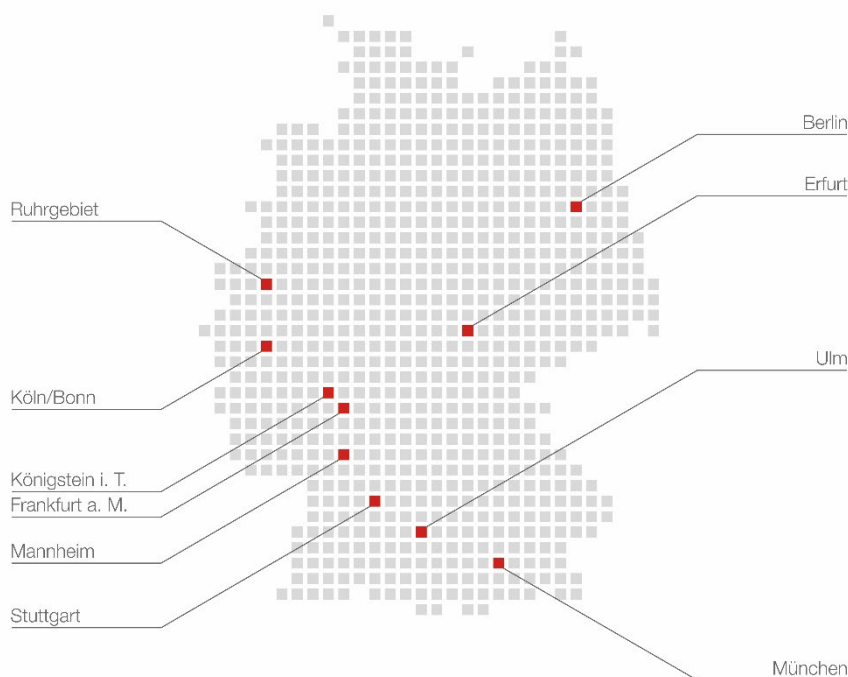 Berlin
Erfurt
Ruhrgebiet
Ulm
Köln/Bonn
Königstein i. T.
Frankfurt a. M.
Mannheim
Stuttgart
München